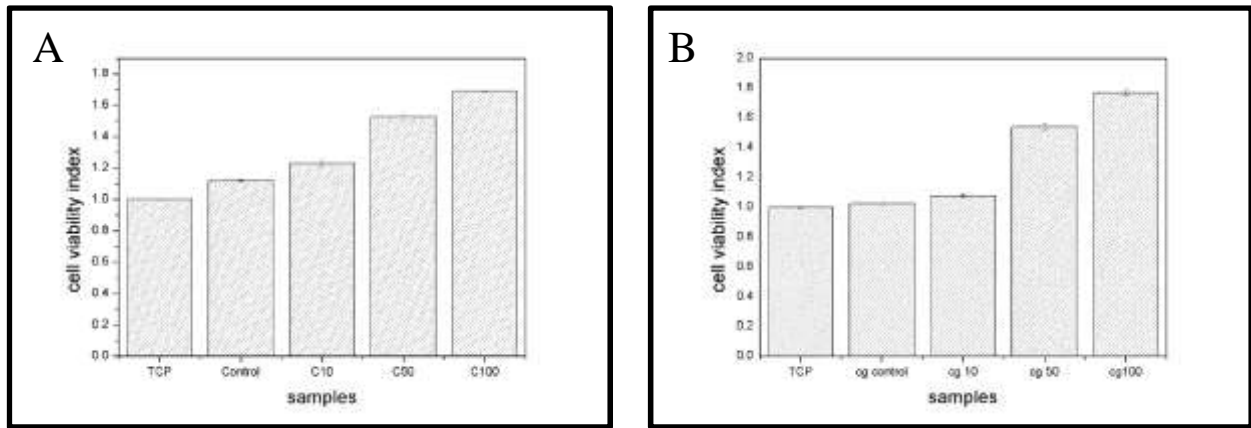 A
cell viability index
1.8
1.6
1.4
1.2
1.0
0.8
0.6
0.4
0.2
0.0
TCP Control C10 C50 C100
samples
B
cell viability index
2.0
1.8
1.6
1.4
1.2
1.0
0.8
0.6
0.4
0.2
0.0
TCP cg control cg 10 cg 50 cg100
samples